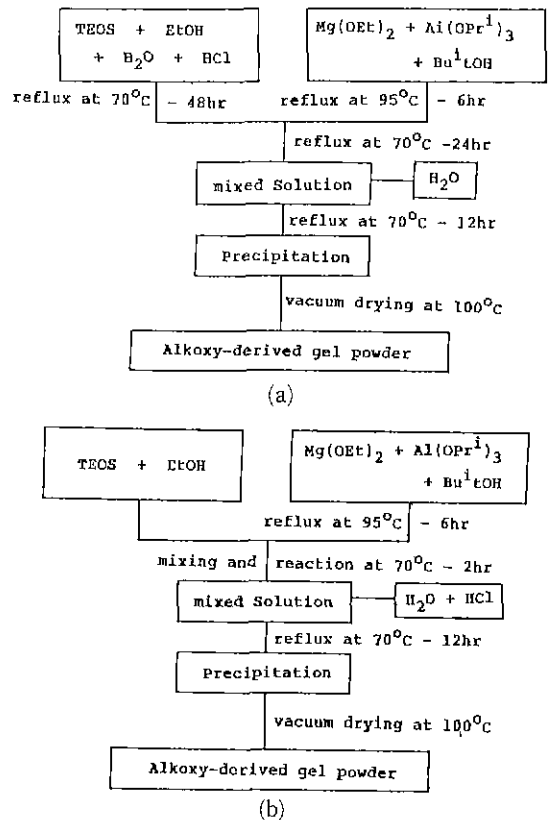 TEOS + EtOH
+ H₂O + HCl
Mg(OEt)₂ + Al(OPrⁱ)₃
+ BuⁱtOH
reflux at 70°C - 48hr
reflux at 95°C - 6hr
reflux at 70°C -24hr
mixed Solution
H₂O
reflux at 70°C - 12hr
Precipitation
vacuum drying at 100°C
Alkoxy-derived gel powder
(a)
TEOS + EtOH
Mg(OEt)₂ + Al(OPrⁱ)₃
+ BuⁱtOH
reflux at 95°C - 6hr
mixing and reaction at 70°C - 2hr
mixed Solution
H₂O + HCl
reflux at 70°C - 12hr
Precipitation
vacuum drying at 100°C
Alkoxy-derived gel powder
(b)